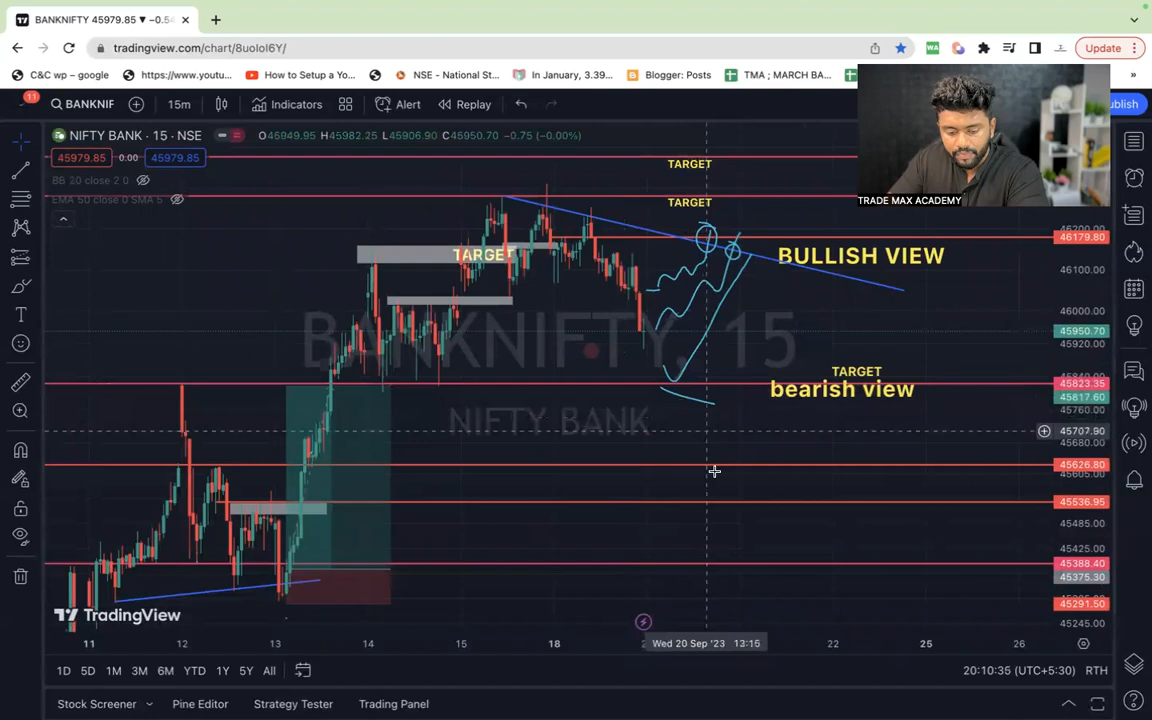 BANKNIFTY 45979.85 ▼ −0.54
tradingview.com/chart/8uoloI6Y/
Update
C&C wp – google
https://www.youtu...
How to Setup a Yo...
NSE - National St...
In January, 3.39...
Blogger: Posts
TMA ; MARCH BA...
»
11
BANKNIF
15m
Indicators
Alert
Replay
ublish
NIFTY BANK · 15 · NSE
O45949.95 H45982.25 L45906.90 C45950.70 −0.75 (−0.00%)
45979.85
0.00
45979.85
BB 20 close 2 0
EMA 50 close 0 SMA 5
TARGET
TARGET
TRADE MAX ACADEMY
TARGET
BULLISH VIEW
TARGET
bearish view
BANKNIFTY, 15
NIFTY BANK
46200.00
46179.80
46100.00
46000.00
45950.70
45920.00
45840.00
45823.35
45817.60
45760.00
45707.90
45680.00
45626.80
45605.00
45536.95
45485.00
45425.00
45388.40
45375.30
45291.50
45245.00
TradingView
11
12
13
14
15
18
Wed 20 Sep '23 13:15
22
25
26
1D
5D
1M
3M
6M
YTD
1Y
5Y
All
20:10:35 (UTC+5:30)
RTH
Stock Screener
Pine Editor
Strategy Tester
Trading Panel